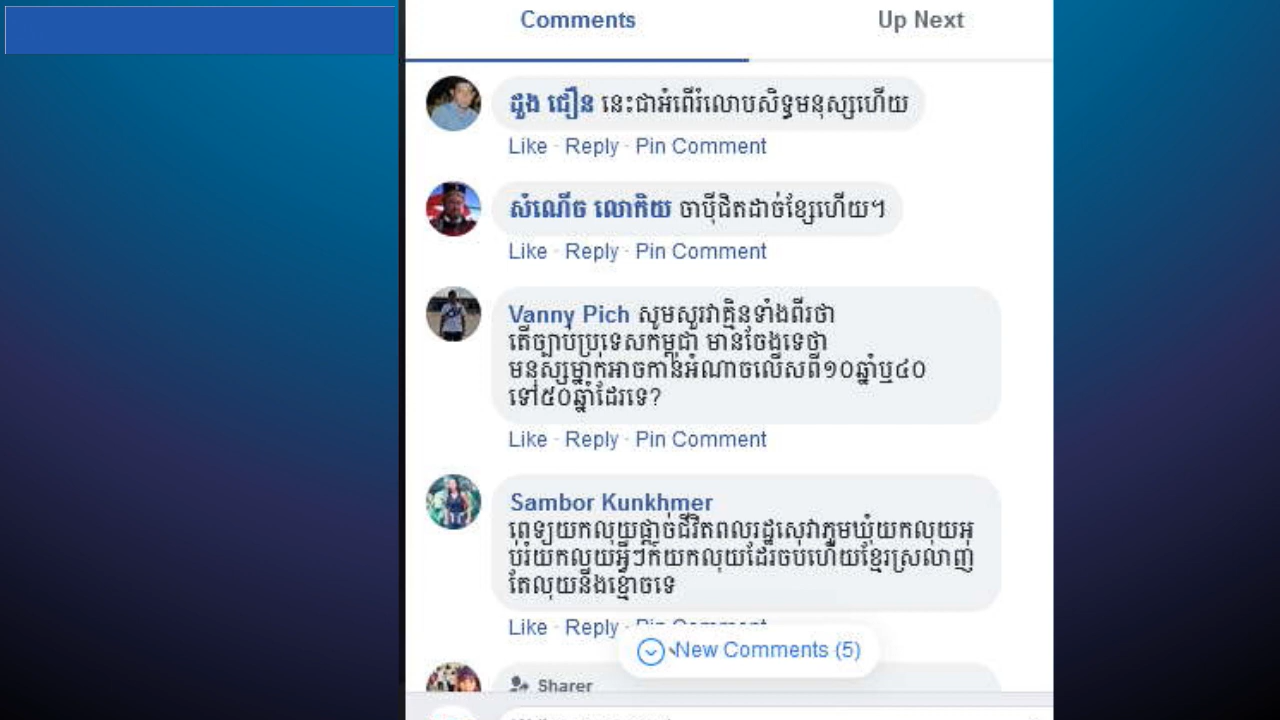 Comments Up Next
ដួង ជឿន នេះជាអំពើរំលោបសិទ្ធមនុស្សហើយ
Like · Reply · Pin Comment
សំណើច លោកិយ ចាប៉ីជិតដាច់ខ្សែហើយ។
Like · Reply · Pin Comment
Vanny Pich សូមសួរវាគ្មិនទាំងពីរថា
តើច្បាប់ប្រទេសកម្ពុជា មានចែងទេថា
មនុស្សម្នាក់អាចកាន់អំណាចលើសពី១០ឆ្នាំឬ៤០
ទៅ៥០ឆ្នាំដែរទេ?
Like · Reply · Pin Comment
Sambor Kunkhmer
ពេទ្យយកលុយផ្តាច់ជីវិតពលរដ្ឋសេវាភូមឃុំយកលុយអ
ប់រំយកលុយអ្វីៗក៍យកលុយដែរចប់ហើយខ្មែរស្រលាញ់
តែលុយនឹងខ្មោចទេ
Like · Reply · Pin Comment
New Comments (5)
Sharer